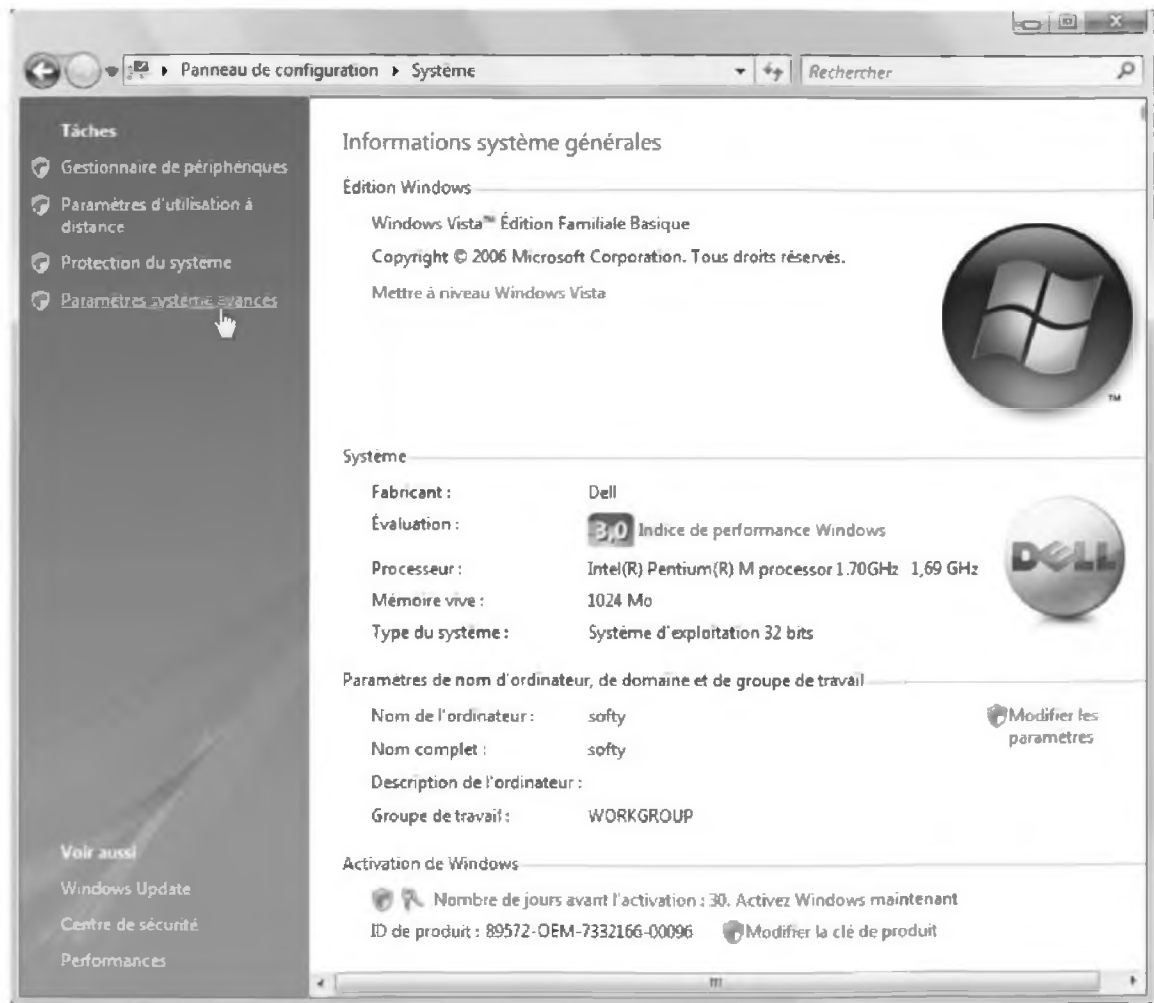 Panneau de configuration ▸ Système
Rechercher
Tâches
Gestionnaire de périphériques
Paramètres d'utilisation à
distance
Protection du système
Paramètres système avancés
Voir aussi
Windows Update
Centre de sécurité
Performances
Informations système générales
Édition Windows
Windows Vista™ Édition Familiale Basique
Copyright © 2006 Microsoft Corporation. Tous droits réservés.
Mettre à niveau Windows Vista
TM
Système
Fabricant : Dell
Évaluation : 3,0 Indice de performance Windows
Processeur : Intel(R) Pentium(R) M processor 1.70GHz 1,69 GHz
Mémoire vive : 1024 Mo
Type du système : Système d'exploitation 32 bits
DELL
Paramètres de nom d'ordinateur, de domaine et de groupe de travail
Nom de l'ordinateur : softy
Modifier les
paramètres
Nom complet : softy
Description de l'ordinateur :
Groupe de travail : WORKGROUP
Activation de Windows
Nombre de jours avant l'activation : 30. Activez Windows maintenant
ID de produit : 89572-OEM-7332166-00096 Modifier la clé de produit